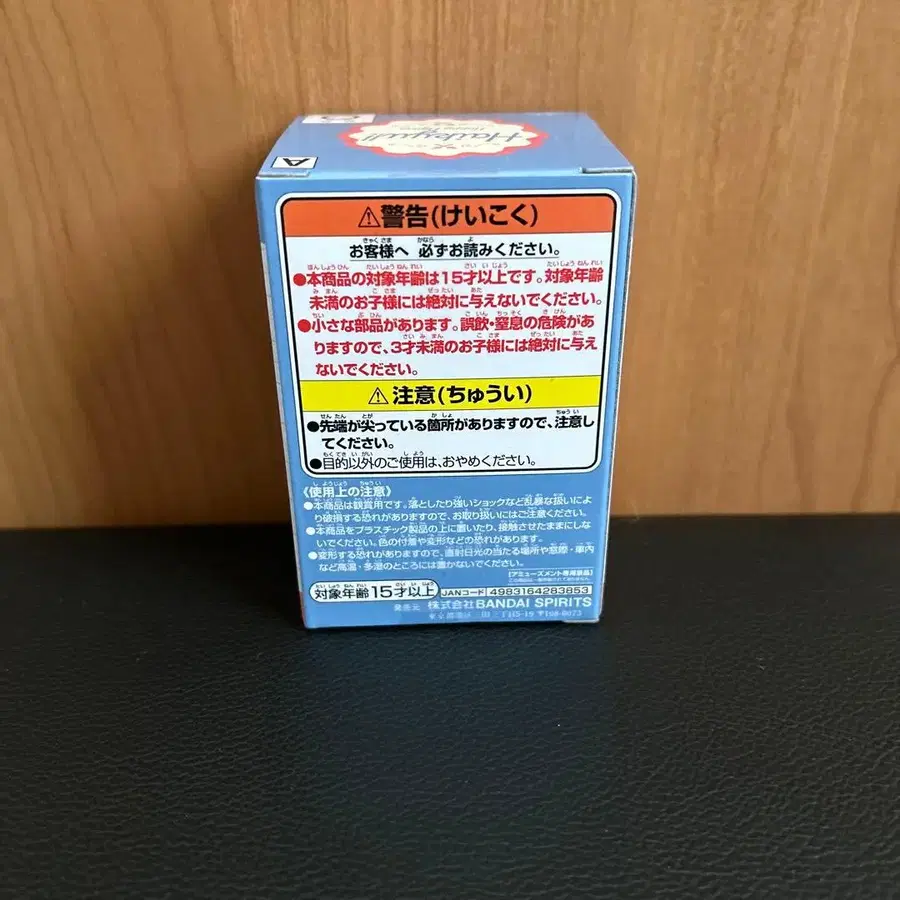 Haikyu!!
A
⚠警告(けいこく)
お客様へ 必ずお読みください。
●本商品の対象年齢は15才以上です。対象年齢
未満のお子様には絶対に与えないでください。
●小さな部品があります。誤飲・窒息の危険があ
りますので、3才未満のお子様には絶対に与え
ないでください。
⚠注意(ちゅうい)
●先端が尖っている箇所がありますので、注意し
てください。
●目的以外のご使用は、おやめください。
《使用上の注意》
●本商品は観賞用です。落としたり強いショックなど乱暴な扱いによ
り破損する恐れがありますので、お取り扱いにはご注意ください。
●本商品をプラスチック製品の上に置いたり、接触させたままにしな
いでください。色の付着や変形などの恐れがあります。
●変形する恐れがありますので、直射日光の当たる場所や窓際・車内
など高温・多湿のところには置かないでください。
[アミューズメント専用景品]
対象年齢15才以上
JANコード 4983164283853
発売元 株式会社BANDAI SPIRITS